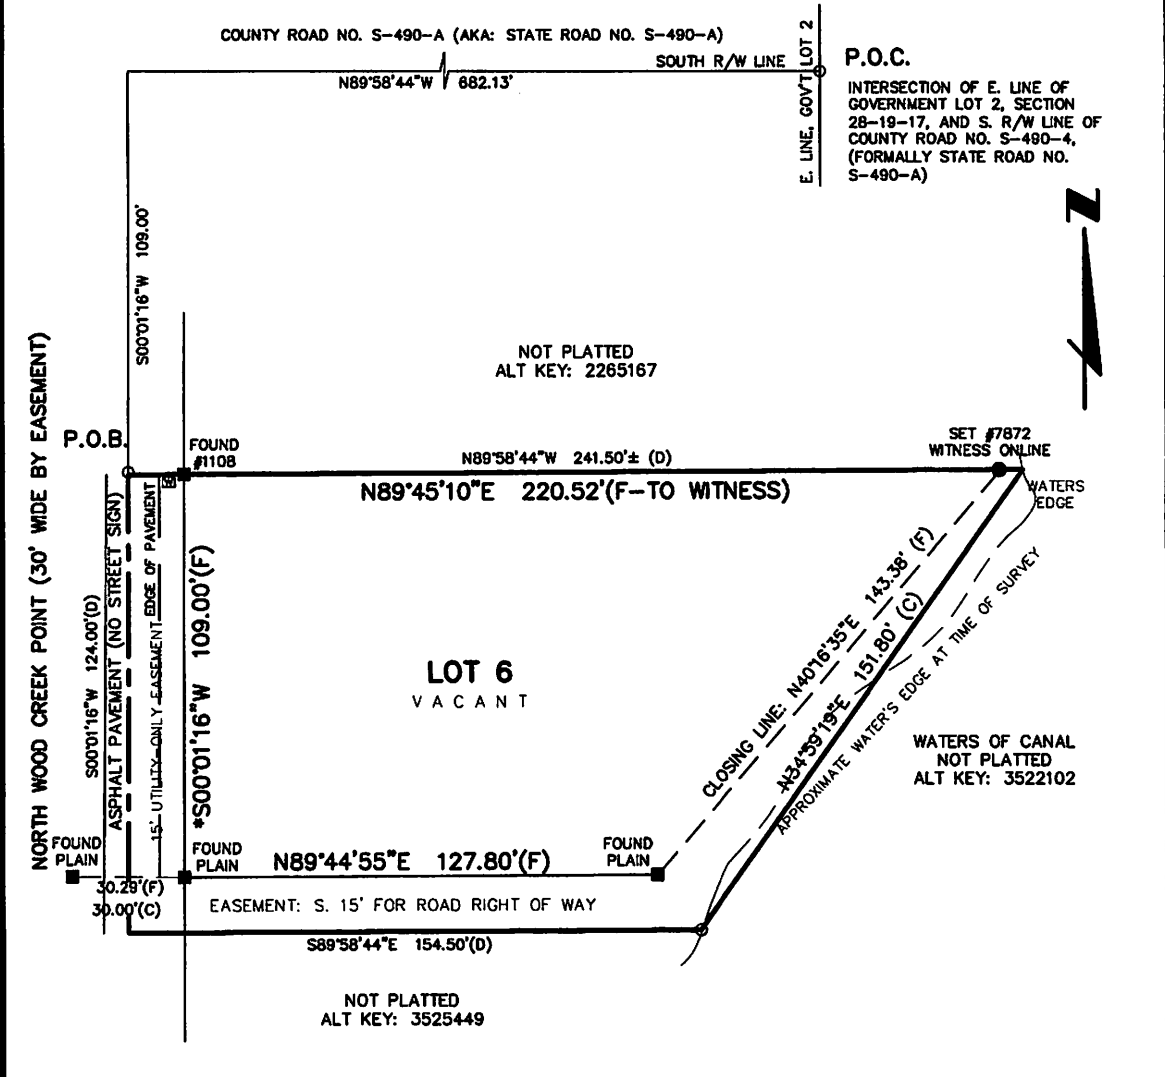 COUNTY ROAD NO. S-490-A (AKA: STATE ROAD NO. S-490-A)
SOUTH R/W LINE
N89°58'44"W 682.13'
E. LINE, GOV'T LOT 2
P.O.C.
INTERSECTION OF E. LINE OF
GOVERNMENT LOT 2, SECTION
28-19-17, AND S. R/W LINE OF
COUNTY ROAD NO. S-490-4,
(FORMALLY STATE ROAD NO.
S-490-A)
N
S00°01'16"W 109.00'
NOT PLATTED
ALT KEY: 2265167
NORTH WOOD CREEK POINT (30' WIDE BY EASEMENT)
P.O.B.
FOUND
#1108
N89°58'44"W 241.50'± (D)
N89°45'10"E 220.52'(F-TO WITNESS)
SET #7872
WITNESS ONLINE
WATERS
EDGE
S00°01'16"W 124.00'(D)
ASPHALT PAVEMENT (NO STREET SIGN)
15' UTILITY ONLY EASEMENT
EDGE OF PAVEMENT
*S00°01'16"W 109.00'(F)
LOT 6
VACANT
CLOSING LINE: N40°16'35"E 143.38' (F)
N34°59'19"E 151.80' (C)
APPROXIMATE WATER'S EDGE AT TIME OF SURVEY
WATERS OF CANAL
NOT PLATTED
ALT KEY: 3522102
FOUND
PLAIN
FOUND
PLAIN
N89°44'55"E 127.80'(F)
FOUND
PLAIN
30.29'(F)
30.00'(C)
EASEMENT: S. 15' FOR ROAD RIGHT OF WAY
S89°58'44"E 154.50'(D)
NOT PLATTED
ALT KEY: 3525449